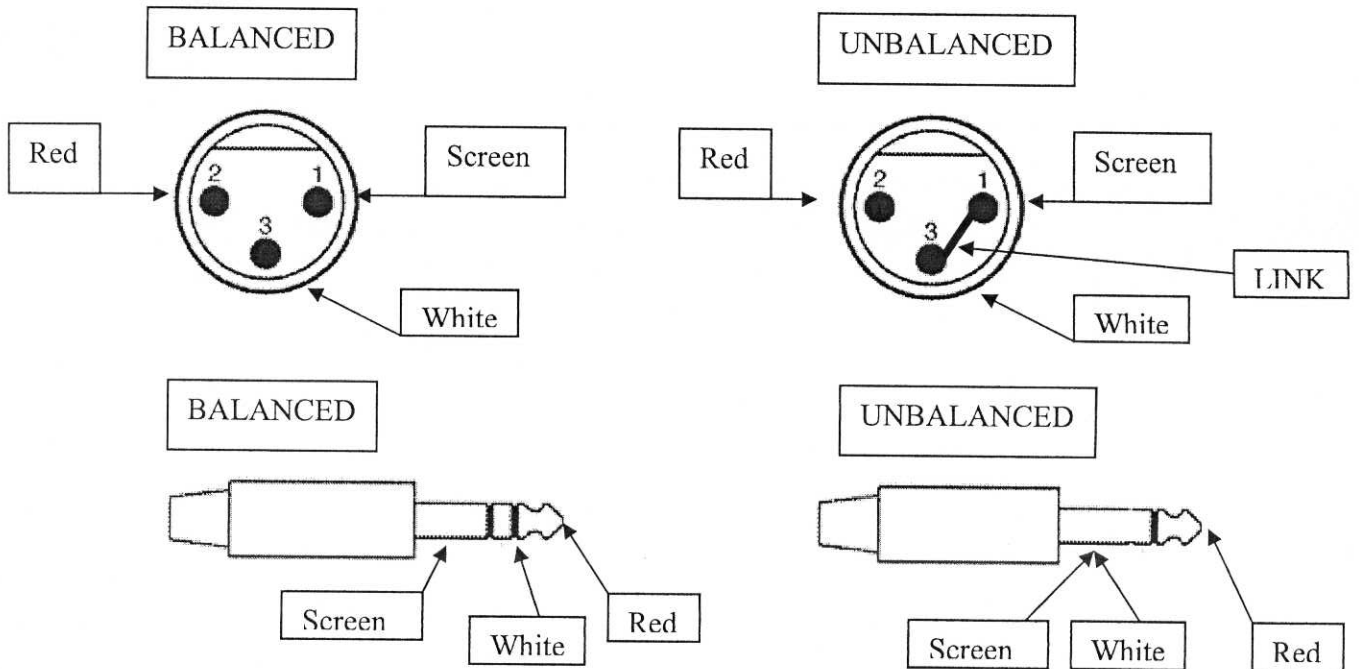 BALANCED
UNBALANCED
Red
Screen
2
1
3
White
Red
Screen
2
1
3
LINK
White
BALANCED
UNBALANCED
Screen
White
Red
Screen
White
Red